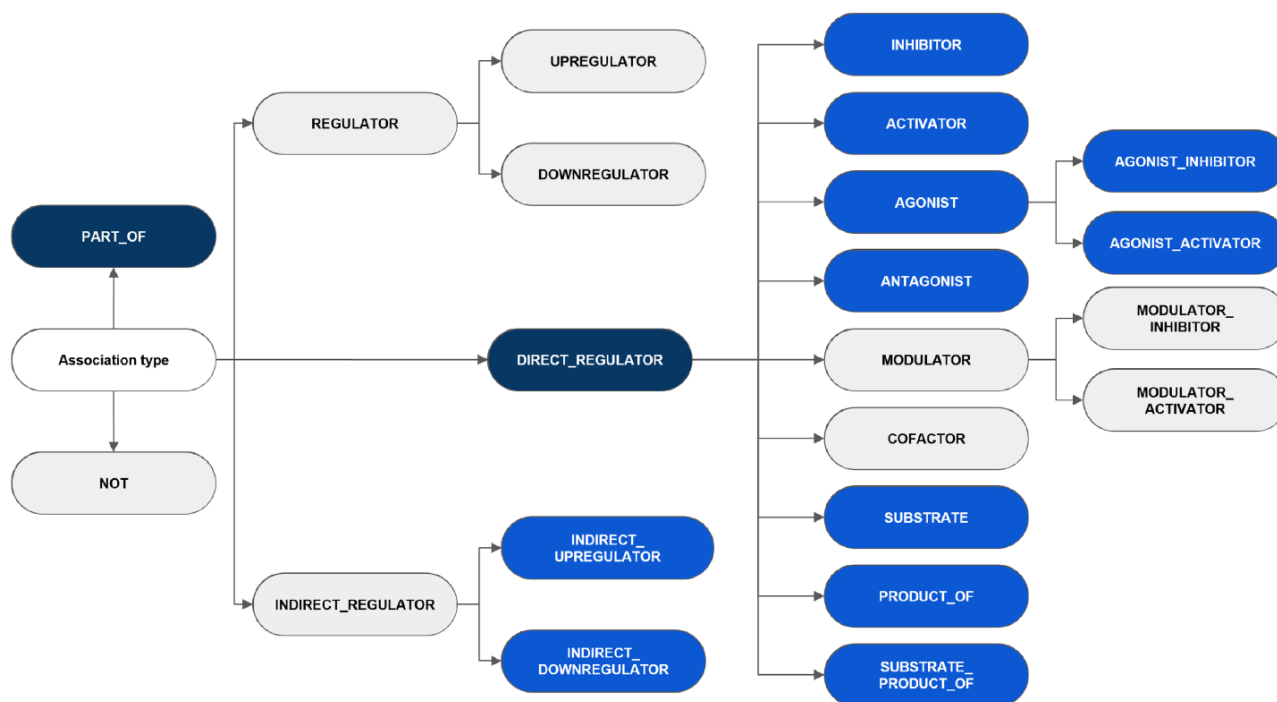 PART_OF
Association type
NOT
REGULATOR
UPREGULATOR
DOWNREGULATOR
DIRECT_REGULATOR
INDIRECT_REGULATOR
INDIRECT_
UPREGULATOR
INDIRECT_
DOWNREGULATOR
INHIBITOR
ACTIVATOR
AGONIST
AGONIST_INHIBITOR
AGONIST_ACTIVATOR
ANTAGONIST
MODULATOR
MODULATOR_
INHIBITOR
MODULATOR_
ACTIVATOR
COFACTOR
SUBSTRATE
PRODUCT_OF
SUBSTRATE_
PRODUCT_OF